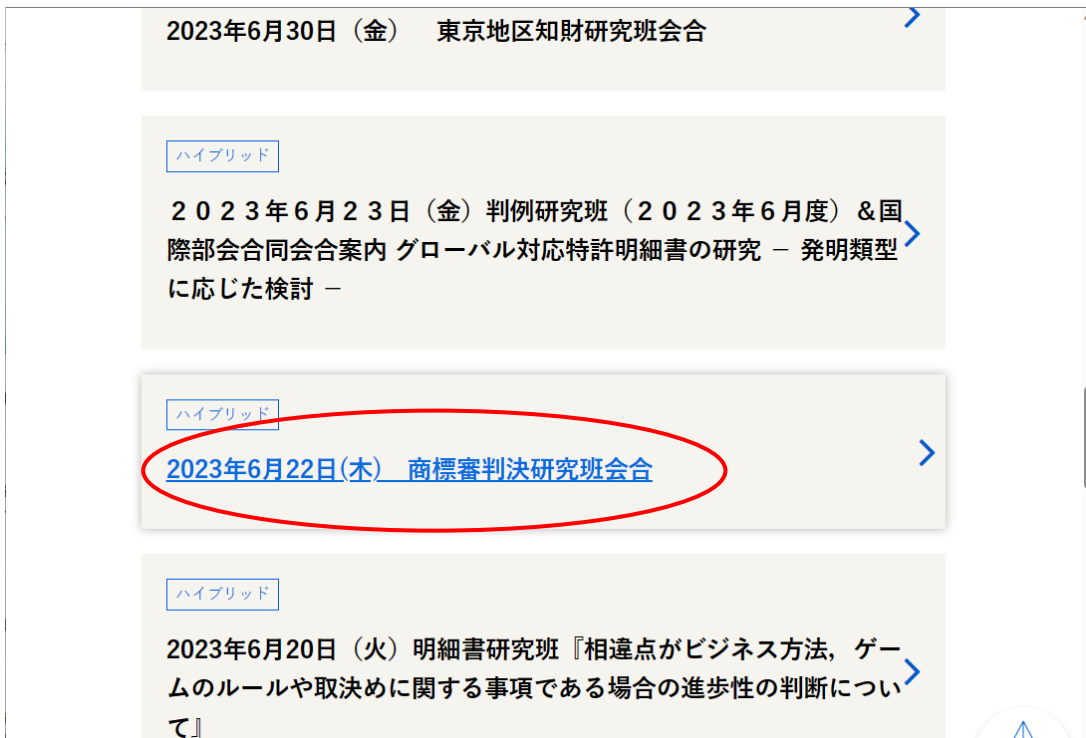 2023年6月30日（金）　東京地区知財研究班会合
ハイブリッド
２０２３年６月２３日（金）判例研究班（２０２３年６月度）＆国
際部会合同会合案内 グローバル対応特許明細書の研究 － 発明類型
に応じた検討 －
ハイブリッド
2023年6月22日(木)　商標審判決研究班会合
ハイブリッド
2023年6月20日（火）明細書研究班『相違点がビジネス方法，ゲー
ムのルールや取決めに関する事項である場合の進歩性の判断につい
て』